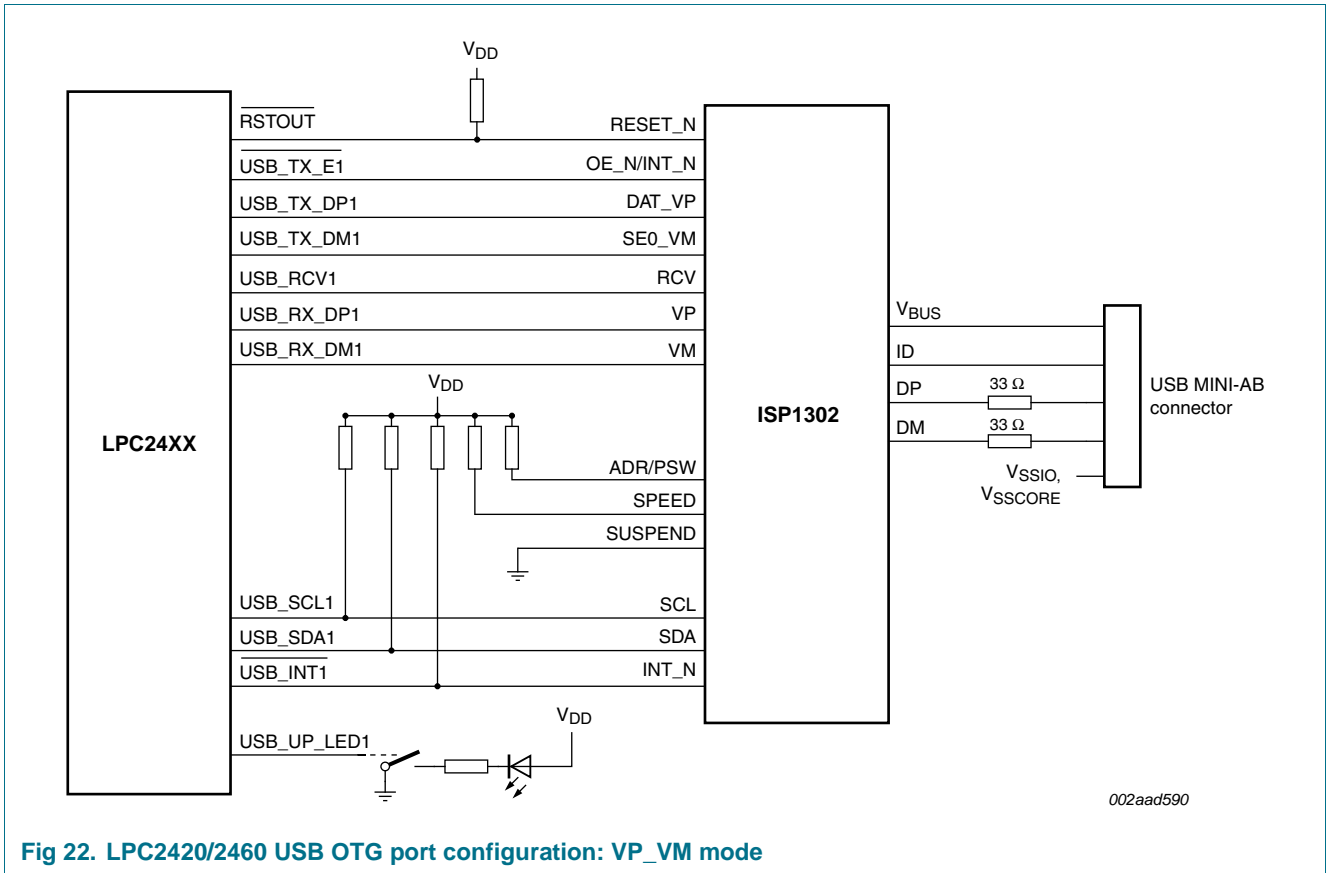 VDD
RSTOUT RESET_N
USB_TX_E1 OE_N/INT_N
USB_TX_DP1 DAT_VP
USB_TX_DM1 SE0_VM
USB_RCV1 RCV
USB_RX_DP1 VP
USB_RX_DM1 VM
VBUS
ID
DP 33 Ω
DM 33 Ω
USB MINI-AB
connector
VSSIO,
VSSCORE
LPC24XX
ISP1302
VDD
ADR/PSW
SPEED
SUSPEND
USB_SCL1 SCL
USB_SDA1 SDA
USB_INT1 INT_N
USB_UP_LED1
VDD
002aad590
Fig 22. LPC2420/2460 USB OTG port configuration: VP_VM mode